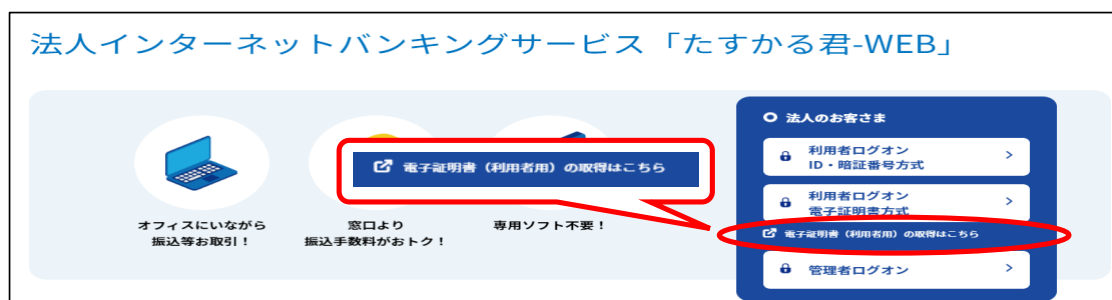 法人インターネットバンキングサービス「たすかる君-WEB」
電子証明書（利用者用）の取得はこちら
オフィスにいながら
振込等お取引！
窓口より
振込手数料がおトク！
専用ソフト不要！
法人のお客さま
利用者ログオン
ID・暗証番号方式
利用者ログオン
電子証明書方式
電子証明書（利用者用）の取得はこちら
管理者ログオン